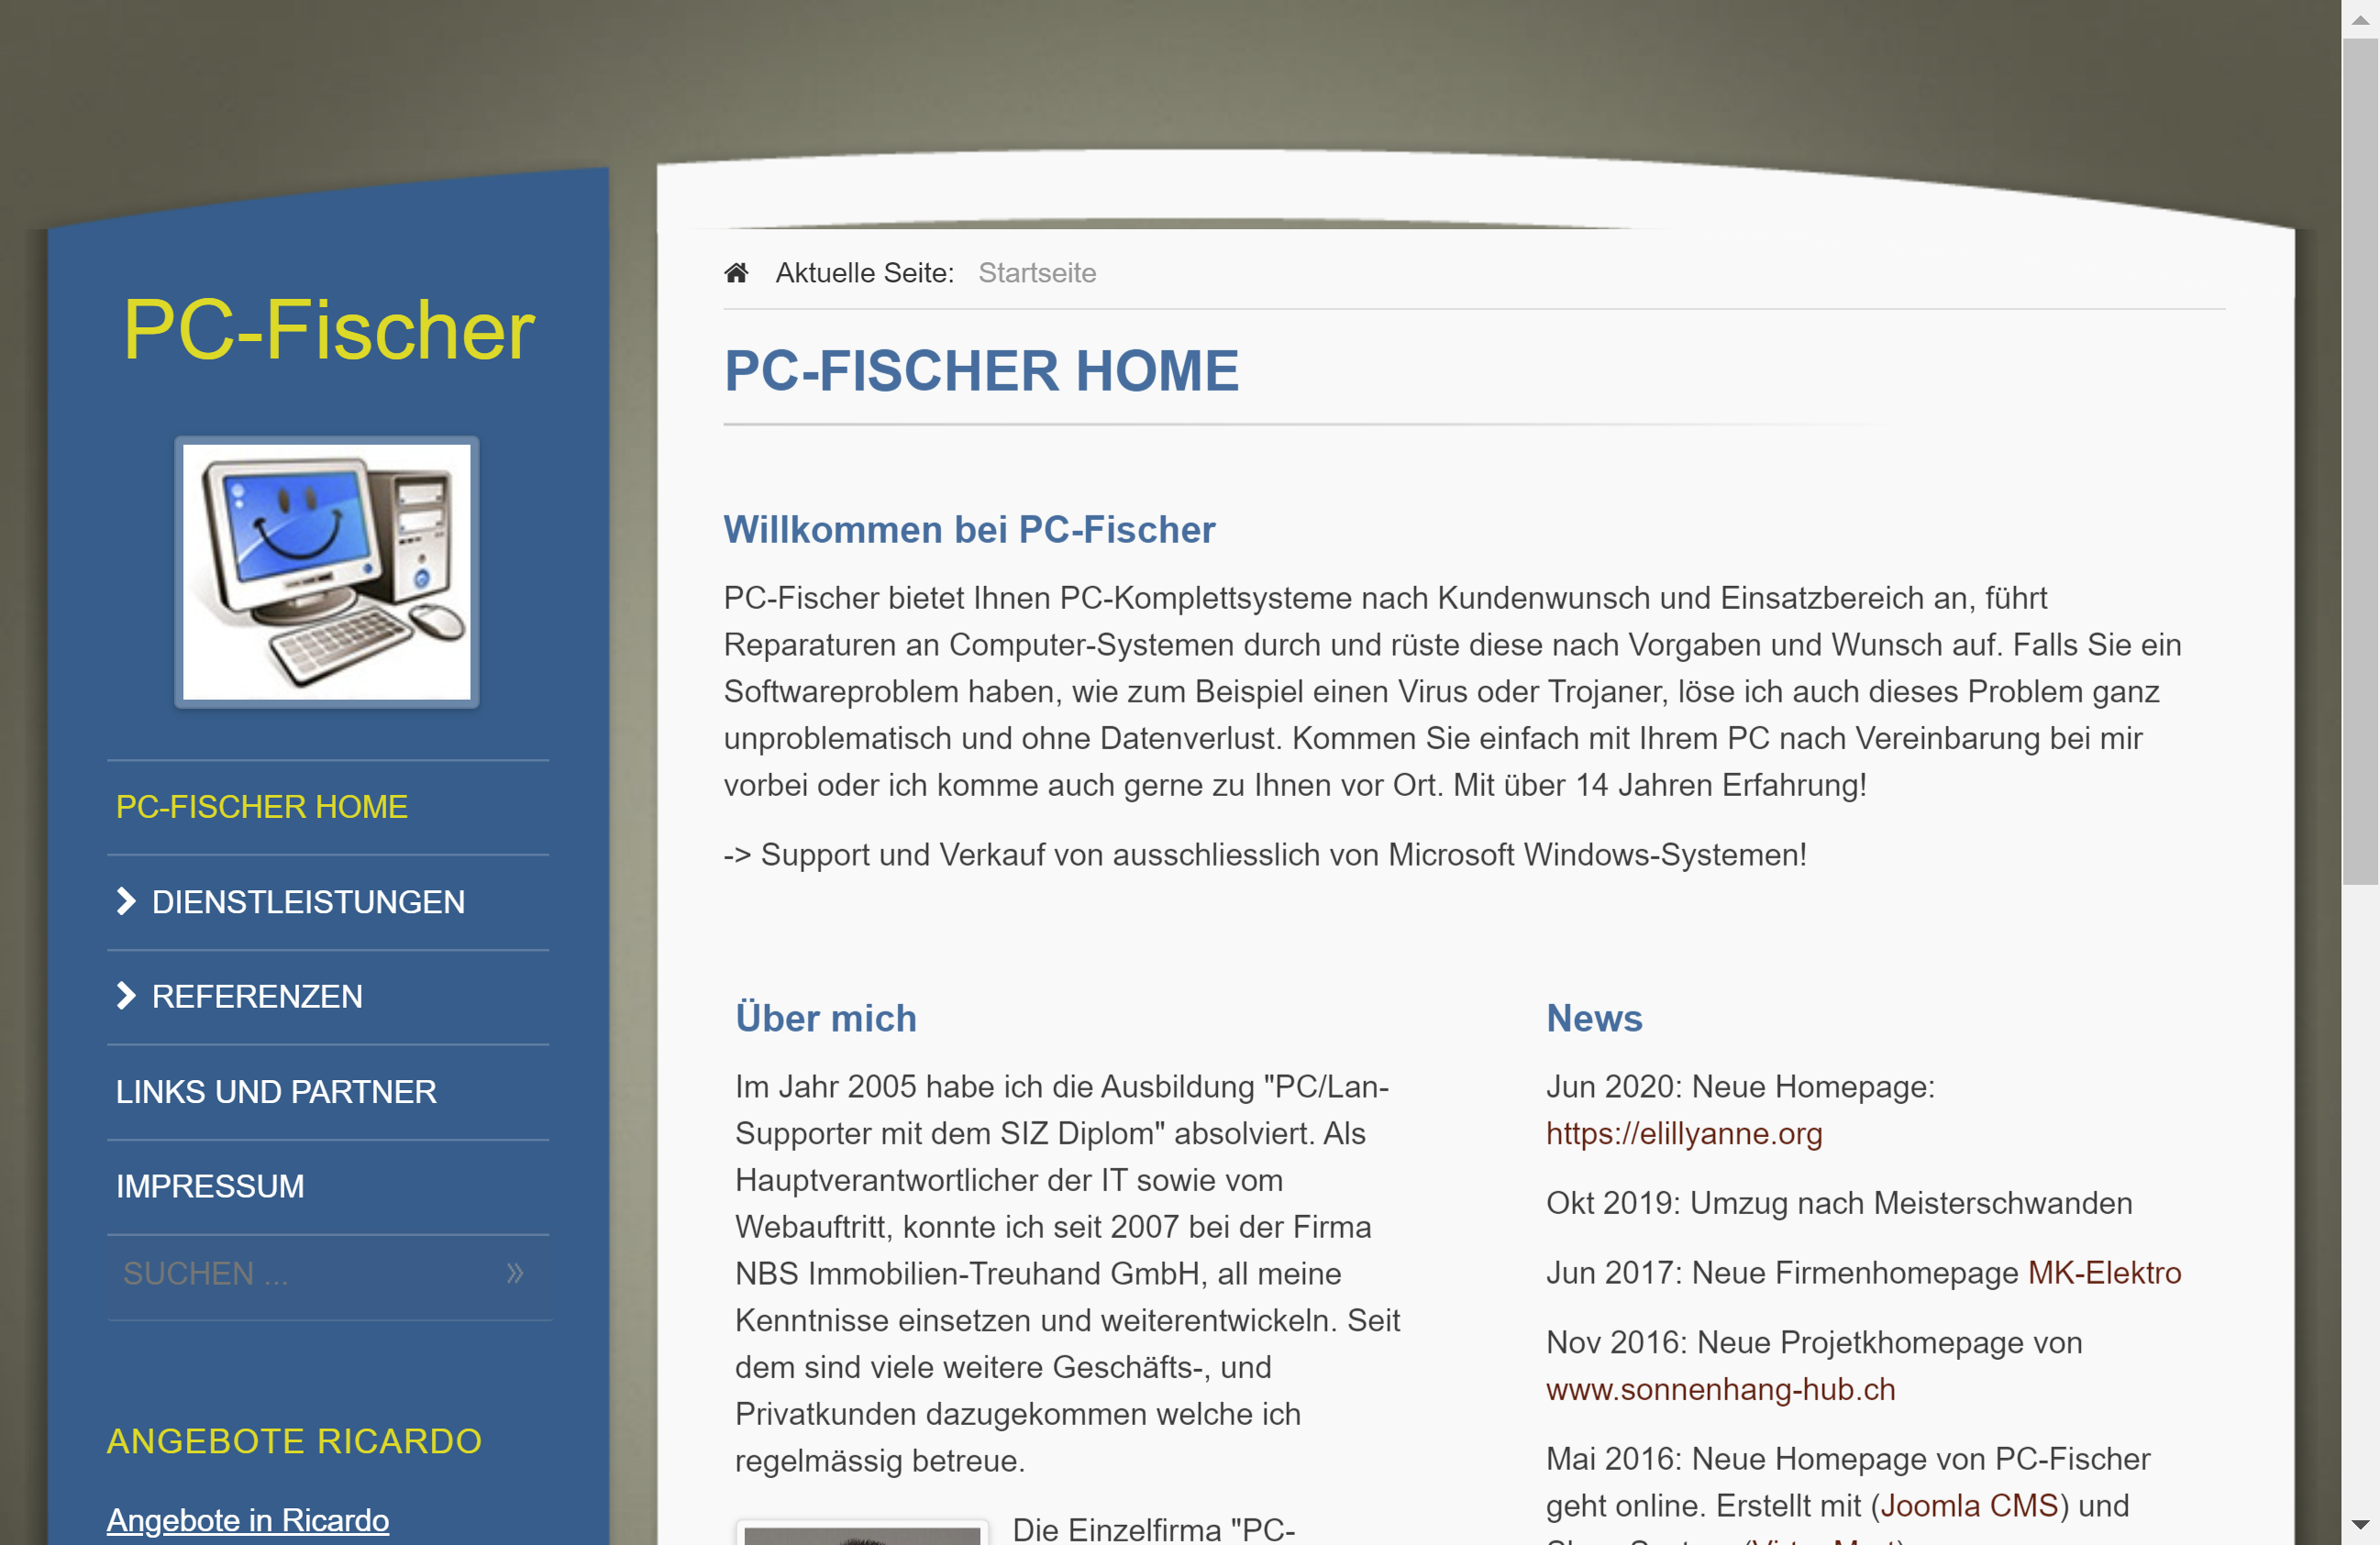 PC-Fischer
PC-FISCHER HOME
DIENSTLEISTUNGEN
REFERENZEN
LINKS UND PARTNER
IMPRESSUM
SUCHEN ...
ANGEBOTE RICARDO
Angebote in Ricardo
Aktuelle Seite: Startseite
PC-FISCHER HOME
Willkommen bei PC-Fischer
PC-Fischer bietet Ihnen PC-Komplettsysteme nach Kundenwunsch und Einsatzbereich an, führt
Reparaturen an Computer-Systemen durch und rüste diese nach Vorgaben und Wunsch auf. Falls Sie ein
Softwareproblem haben, wie zum Beispiel einen Virus oder Trojaner, löse ich auch dieses Problem ganz
unproblematisch und ohne Datenverlust. Kommen Sie einfach mit Ihrem PC nach Vereinbarung bei mir
vorbei oder ich komme auch gerne zu Ihnen vor Ort. Mit über 14 Jahren Erfahrung!
-> Support und Verkauf von ausschliesslich von Microsoft Windows-Systemen!
Über mich
Im Jahr 2005 habe ich die Ausbildung "PC/Lan-
Supporter mit dem SIZ Diplom" absolviert. Als
Hauptverantwortlicher der IT sowie vom
Webauftritt, konnte ich seit 2007 bei der Firma
NBS Immobilien-Treuhand GmbH, all meine
Kenntnisse einsetzen und weiterentwickeln. Seit
dem sind viele weitere Geschäfts-, und
Privatkunden dazugekommen welche ich
regelmässig betreue.
Die Einzelfirma "PC-
News
Jun 2020: Neue Homepage:
https://elillyanne.org
Okt 2019: Umzug nach Meisterschwanden
Jun 2017: Neue Firmenhomepage MK-Elektro
Nov 2016: Neue Projetkhomepage von
www.sonnenhang-hub.ch
Mai 2016: Neue Homepage von PC-Fischer
geht online. Erstellt mit (Joomla CMS) und